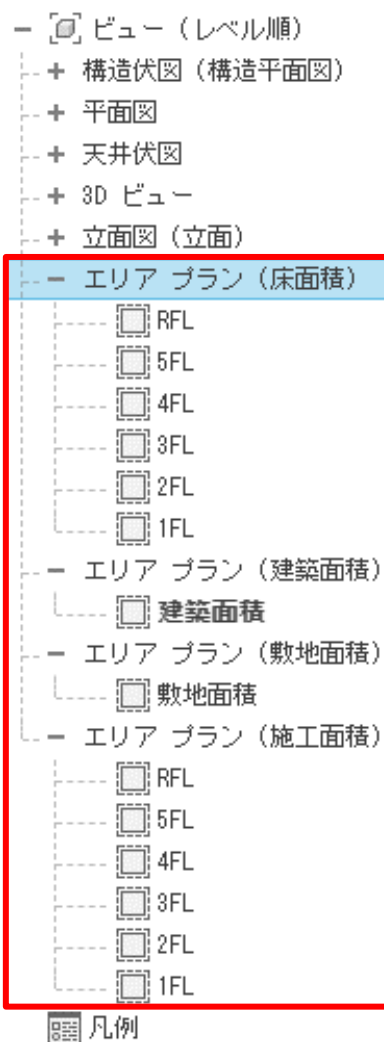 ビュー (レベル順)
構造伏図 (構造平面図)
平面図
天井伏図
3D ビュー
立面図 (立面)
エリア プラン (床面積)
RFL
5FL
4FL
3FL
2FL
1FL
エリア プラン (建築面積)
建築面積
エリア プラン (敷地面積)
敷地面積
エリア プラン (施工面積)
RFL
5FL
4FL
3FL
2FL
1FL
凡例